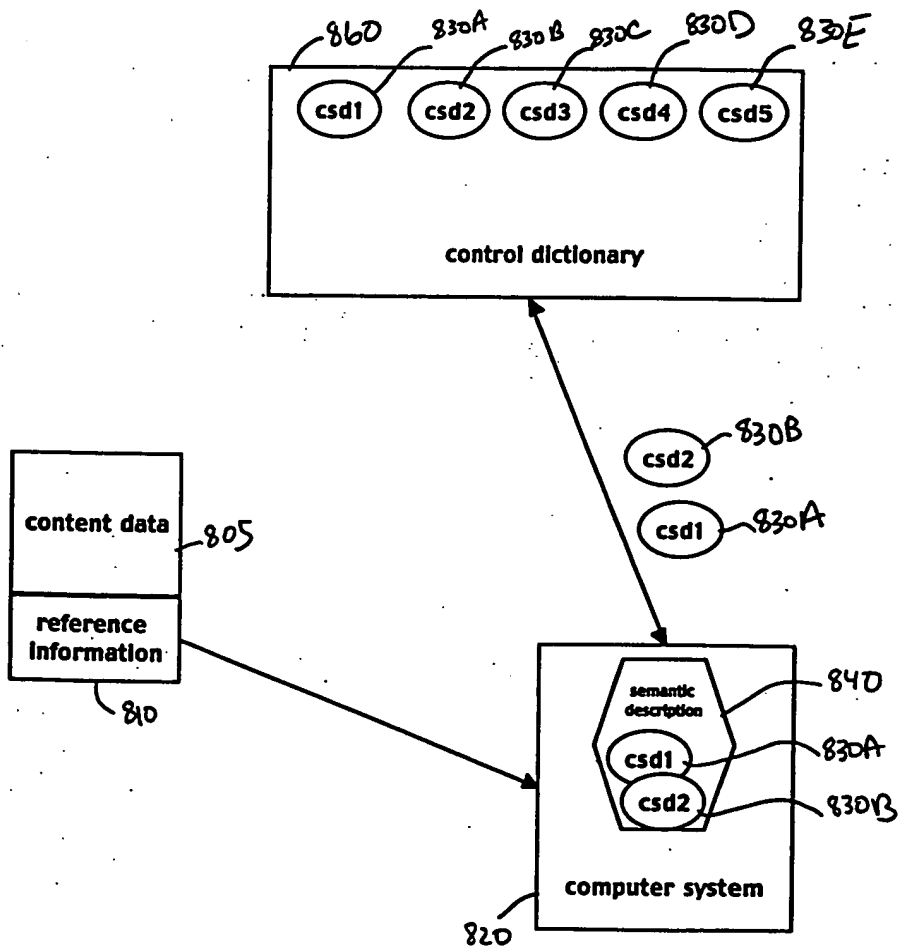 860 830A 830B 830C 830D 830E
csd1 csd2 csd3 csd4 csd5
control dictionary
csd2 830B
csd1 830A
content data
805
reference
information
810
semantic
description
840
csd1 830A
csd2 830B
computer system
820